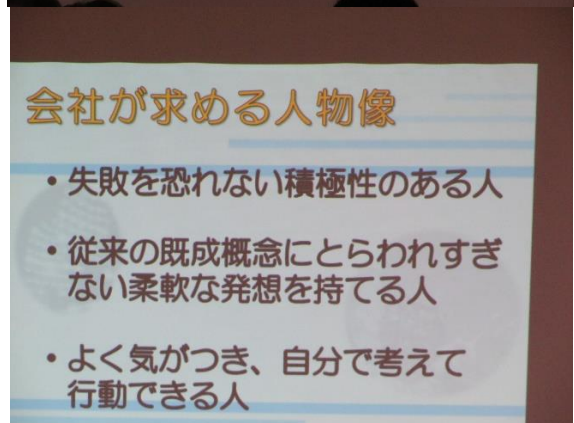 会社が求める人物像
・失敗を恐れない積極性のある人
・従来の既成概念にとらわれすぎ
ない柔軟な発想を持てる人
・よく気がつき、自分で考えて
行動できる人